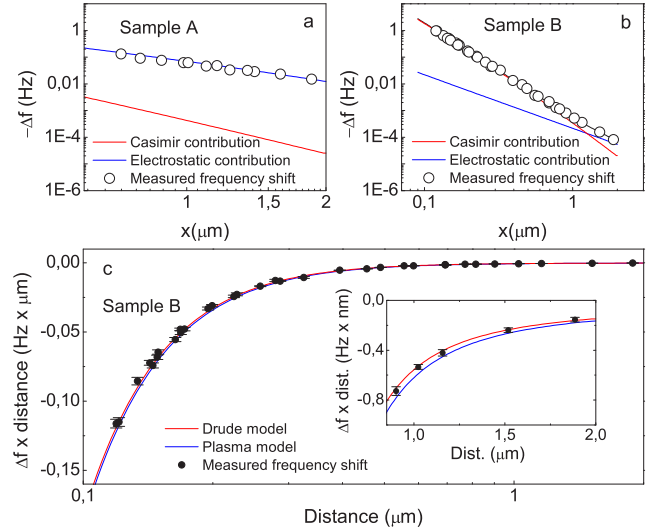 Sample A
a
1
0,01
1E-4
1E-6
−Δf (Hz)
Casimir contribution
Electrostatic contribution
Measured frequency shift
1
1,5
2
x(μm)
Sample B
b
1
0,01
1E-4
1E-6
−Δf (Hz)
Casimir contribution
Electrostatic contribution
Measured frequency shift
0,1
1
x(μm)
c
Sample B
0,00
-0,05
-0,10
-0,15
Δf x distance (Hz x μm)
Drude model
Plasma model
Measured frequency shift
0,1
1
Distance (μm)
0,0
-0,4
-0,8
Δf x dist. (Hz x nm)
1,0
1,5
2,0
Dist. (μm)